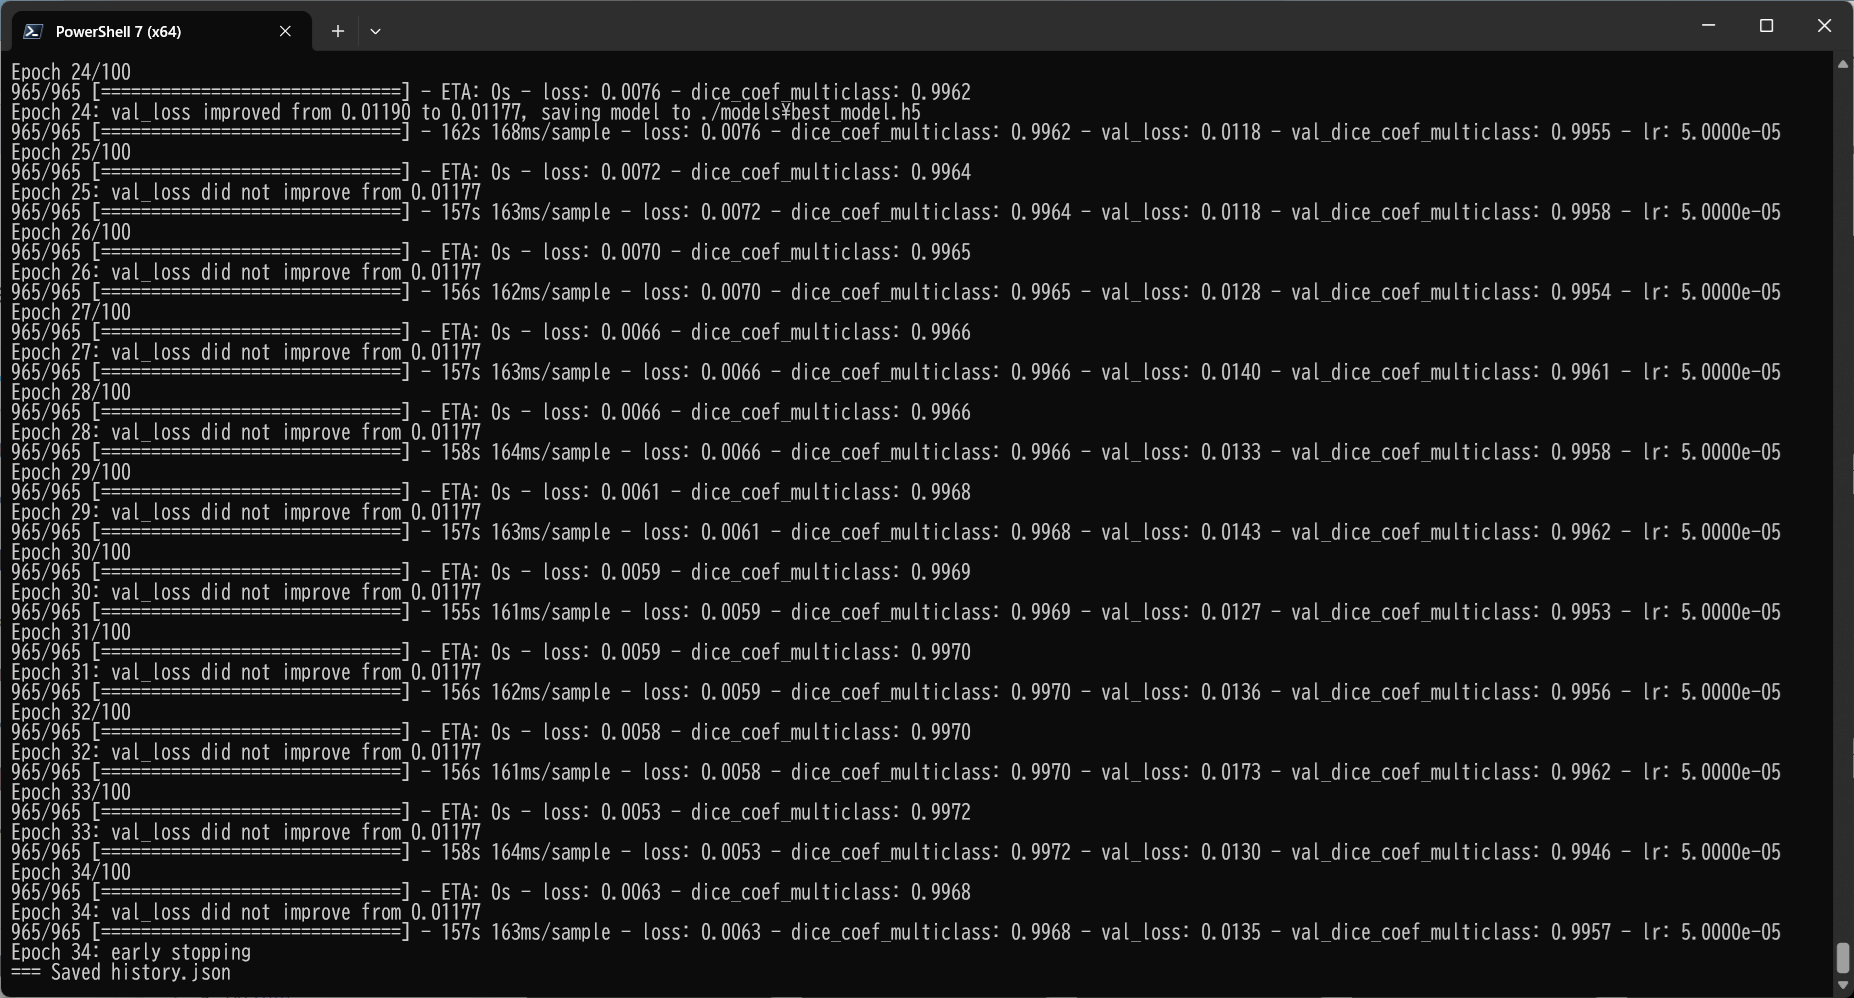 PowerShell 7 (x64)
Epoch 24/100
965/965 [==============================] - ETA: 0s - loss: 0.0076 - dice_coef_multiclass: 0.9962
Epoch 24: val_loss improved from 0.01190 to 0.01177, saving model to ./models¥best_model.h5
965/965 [==============================] - 162s 168ms/sample - loss: 0.0076 - dice_coef_multiclass: 0.9962 - val_loss: 0.0118 - val_dice_coef_multiclass: 0.9955 - lr: 5.0000e-05
Epoch 25/100
965/965 [==============================] - ETA: 0s - loss: 0.0072 - dice_coef_multiclass: 0.9964
Epoch 25: val_loss did not improve from 0.01177
965/965 [==============================] - 157s 163ms/sample - loss: 0.0072 - dice_coef_multiclass: 0.9964 - val_loss: 0.0118 - val_dice_coef_multiclass: 0.9958 - lr: 5.0000e-05
Epoch 26/100
965/965 [==============================] - ETA: 0s - loss: 0.0070 - dice_coef_multiclass: 0.9965
Epoch 26: val_loss did not improve from 0.01177
965/965 [==============================] - 156s 162ms/sample - loss: 0.0070 - dice_coef_multiclass: 0.9965 - val_loss: 0.0128 - val_dice_coef_multiclass: 0.9954 - lr: 5.0000e-05
Epoch 27/100
965/965 [==============================] - ETA: 0s - loss: 0.0066 - dice_coef_multiclass: 0.9966
Epoch 27: val_loss did not improve from 0.01177
965/965 [==============================] - 157s 163ms/sample - loss: 0.0066 - dice_coef_multiclass: 0.9966 - val_loss: 0.0140 - val_dice_coef_multiclass: 0.9961 - lr: 5.0000e-05
Epoch 28/100
965/965 [==============================] - ETA: 0s - loss: 0.0066 - dice_coef_multiclass: 0.9966
Epoch 28: val_loss did not improve from 0.01177
965/965 [==============================] - 158s 164ms/sample - loss: 0.0066 - dice_coef_multiclass: 0.9966 - val_loss: 0.0133 - val_dice_coef_multiclass: 0.9958 - lr: 5.0000e-05
Epoch 29/100
965/965 [==============================] - ETA: 0s - loss: 0.0061 - dice_coef_multiclass: 0.9968
Epoch 29: val_loss did not improve from 0.01177
965/965 [==============================] - 157s 163ms/sample - loss: 0.0061 - dice_coef_multiclass: 0.9968 - val_loss: 0.0143 - val_dice_coef_multiclass: 0.9962 - lr: 5.0000e-05
Epoch 30/100
965/965 [==============================] - ETA: 0s - loss: 0.0059 - dice_coef_multiclass: 0.9969
Epoch 30: val_loss did not improve from 0.01177
965/965 [==============================] - 155s 161ms/sample - loss: 0.0059 - dice_coef_multiclass: 0.9969 - val_loss: 0.0127 - val_dice_coef_multiclass: 0.9953 - lr: 5.0000e-05
Epoch 31/100
965/965 [==============================] - ETA: 0s - loss: 0.0059 - dice_coef_multiclass: 0.9970
Epoch 31: val_loss did not improve from 0.01177
965/965 [==============================] - 156s 162ms/sample - loss: 0.0059 - dice_coef_multiclass: 0.9970 - val_loss: 0.0136 - val_dice_coef_multiclass: 0.9956 - lr: 5.0000e-05
Epoch 32/100
965/965 [==============================] - ETA: 0s - loss: 0.0058 - dice_coef_multiclass: 0.9970
Epoch 32: val_loss did not improve from 0.01177
965/965 [==============================] - 156s 161ms/sample - loss: 0.0058 - dice_coef_multiclass: 0.9970 - val_loss: 0.0173 - val_dice_coef_multiclass: 0.9962 - lr: 5.0000e-05
Epoch 33/100
965/965 [==============================] - ETA: 0s - loss: 0.0053 - dice_coef_multiclass: 0.9972
Epoch 33: val_loss did not improve from 0.01177
965/965 [==============================] - 158s 164ms/sample - loss: 0.0053 - dice_coef_multiclass: 0.9972 - val_loss: 0.0130 - val_dice_coef_multiclass: 0.9946 - lr: 5.0000e-05
Epoch 34/100
965/965 [==============================] - ETA: 0s - loss: 0.0063 - dice_coef_multiclass: 0.9968
Epoch 34: val_loss did not improve from 0.01177
965/965 [==============================] - 157s 163ms/sample - loss: 0.0063 - dice_coef_multiclass: 0.9968 - val_loss: 0.0135 - val_dice_coef_multiclass: 0.9957 - lr: 5.0000e-05
Epoch 34: early stopping
=== Saved history.json